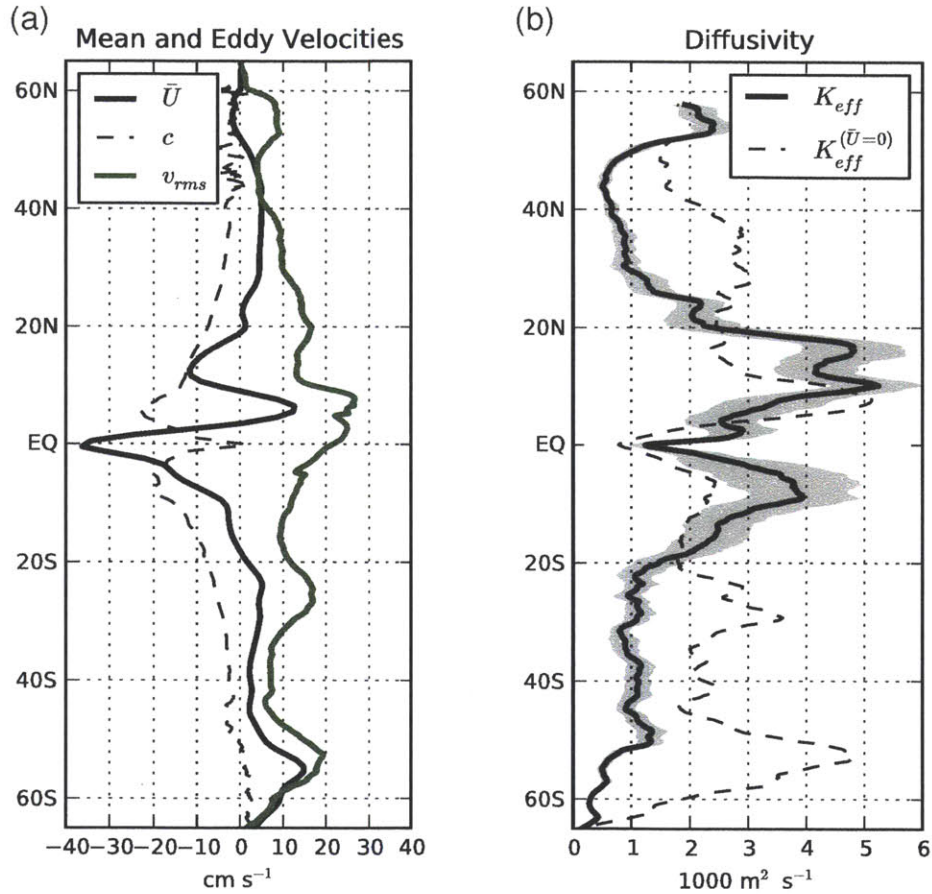 (a)
Mean and Eddy Velocities
Ū
c
v_rms
60N
40N
20N
EQ
20S
40S
60S
−40−30−20−10 0 10 20 30 40
cm s⁻¹
(b)
Diffusivity
K_eff
K_eff^(Ū=0)
60N
40N
20N
EQ
20S
40S
60S
0 1 2 3 4 5 6
1000 m² s⁻¹